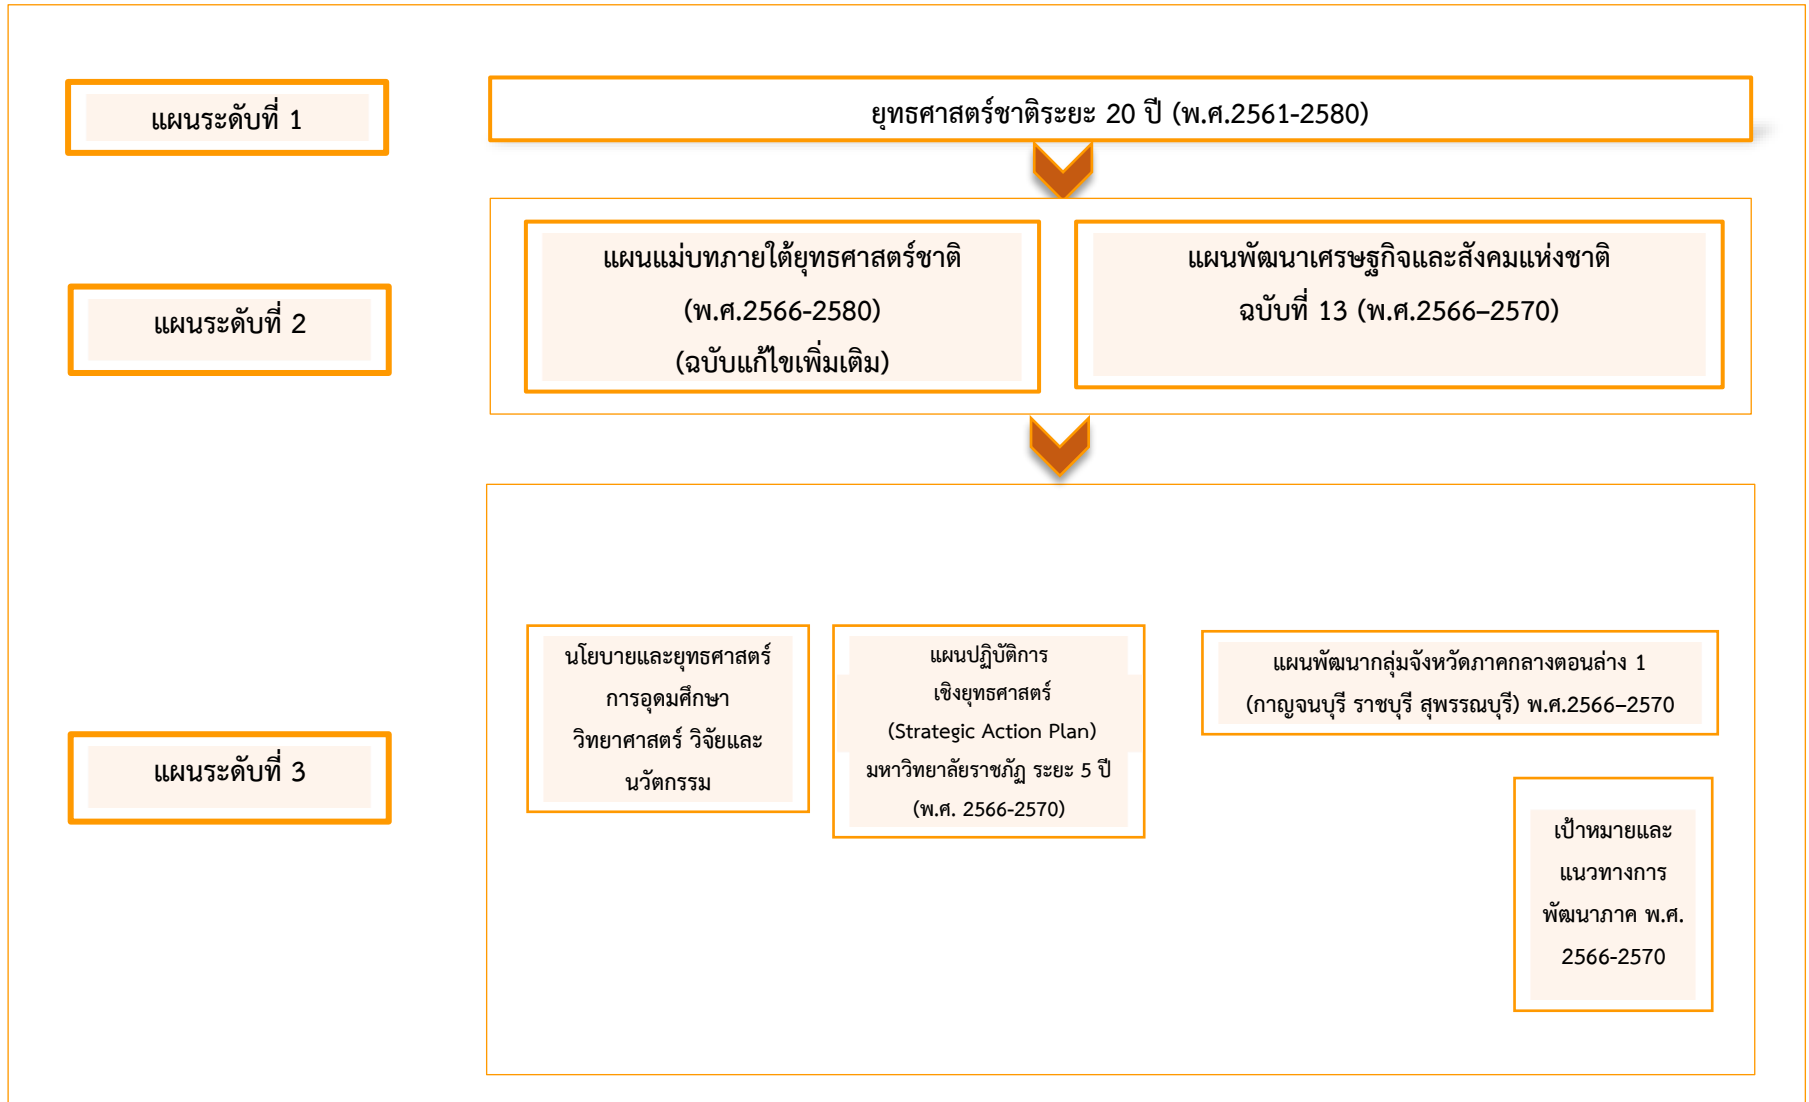 แผนระดับที่ 1
ยุทธศาสตร์ชาติระยะ 20 ปี (พ.ศ.2561-2580)
แผนระดับที่ 2
แผนแม่บทภายใต้ยุทธศาสตร์ชาติ
(พ.ศ.2566-2580)
(ฉบับแก้ไขเพิ่มเติม)
แผนพัฒนาเศรษฐกิจและสังคมแห่งชาติ
ฉบับที่ 13 (พ.ศ.2566–2570)
แผนระดับที่ 3
นโยบายและยุทธศาสตร์
การอุดมศึกษา
วิทยาศาสตร์ วิจัยและ
นวัตกรรม
แผนปฏิบัติการ
เชิงยุทธศาสตร์
(Strategic Action Plan)
มหาวิทยาลัยราชภัฏ ระยะ 5 ปี
(พ.ศ. 2566-2570)
แผนพัฒนากลุ่มจังหวัดภาคกลางตอนล่าง 1
(กาญจนบุรี ราชบุรี สุพรรณบุรี) พ.ศ.2566–2570
เป้าหมายและ
แนวทางการ
พัฒนาภาค พ.ศ.
2566-2570